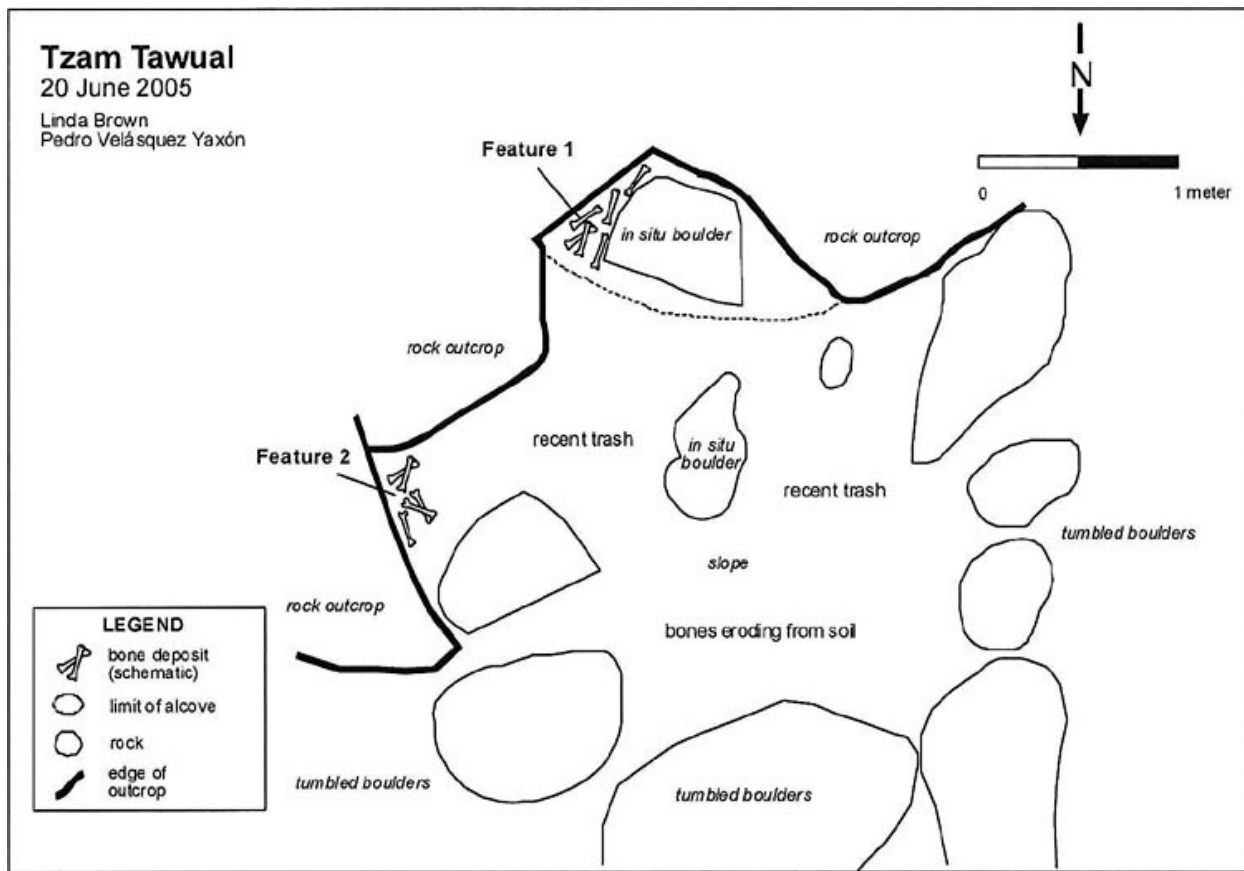 Tzam Tawual
20 June 2005
Linda Brown
Pedro Velásquez Yaxón
N
0 1 meter
Feature 1
in situ boulder
rock outcrop
rock outcrop
recent trash
in situ
boulder
Feature 2
recent trash
tumbled boulders
slope
rock outcrop
bones eroding from soil
LEGEND
bone deposit
(schematic)
limit of alcove
rock
edge of
outcrop
tumbled boulders
tumbled boulders